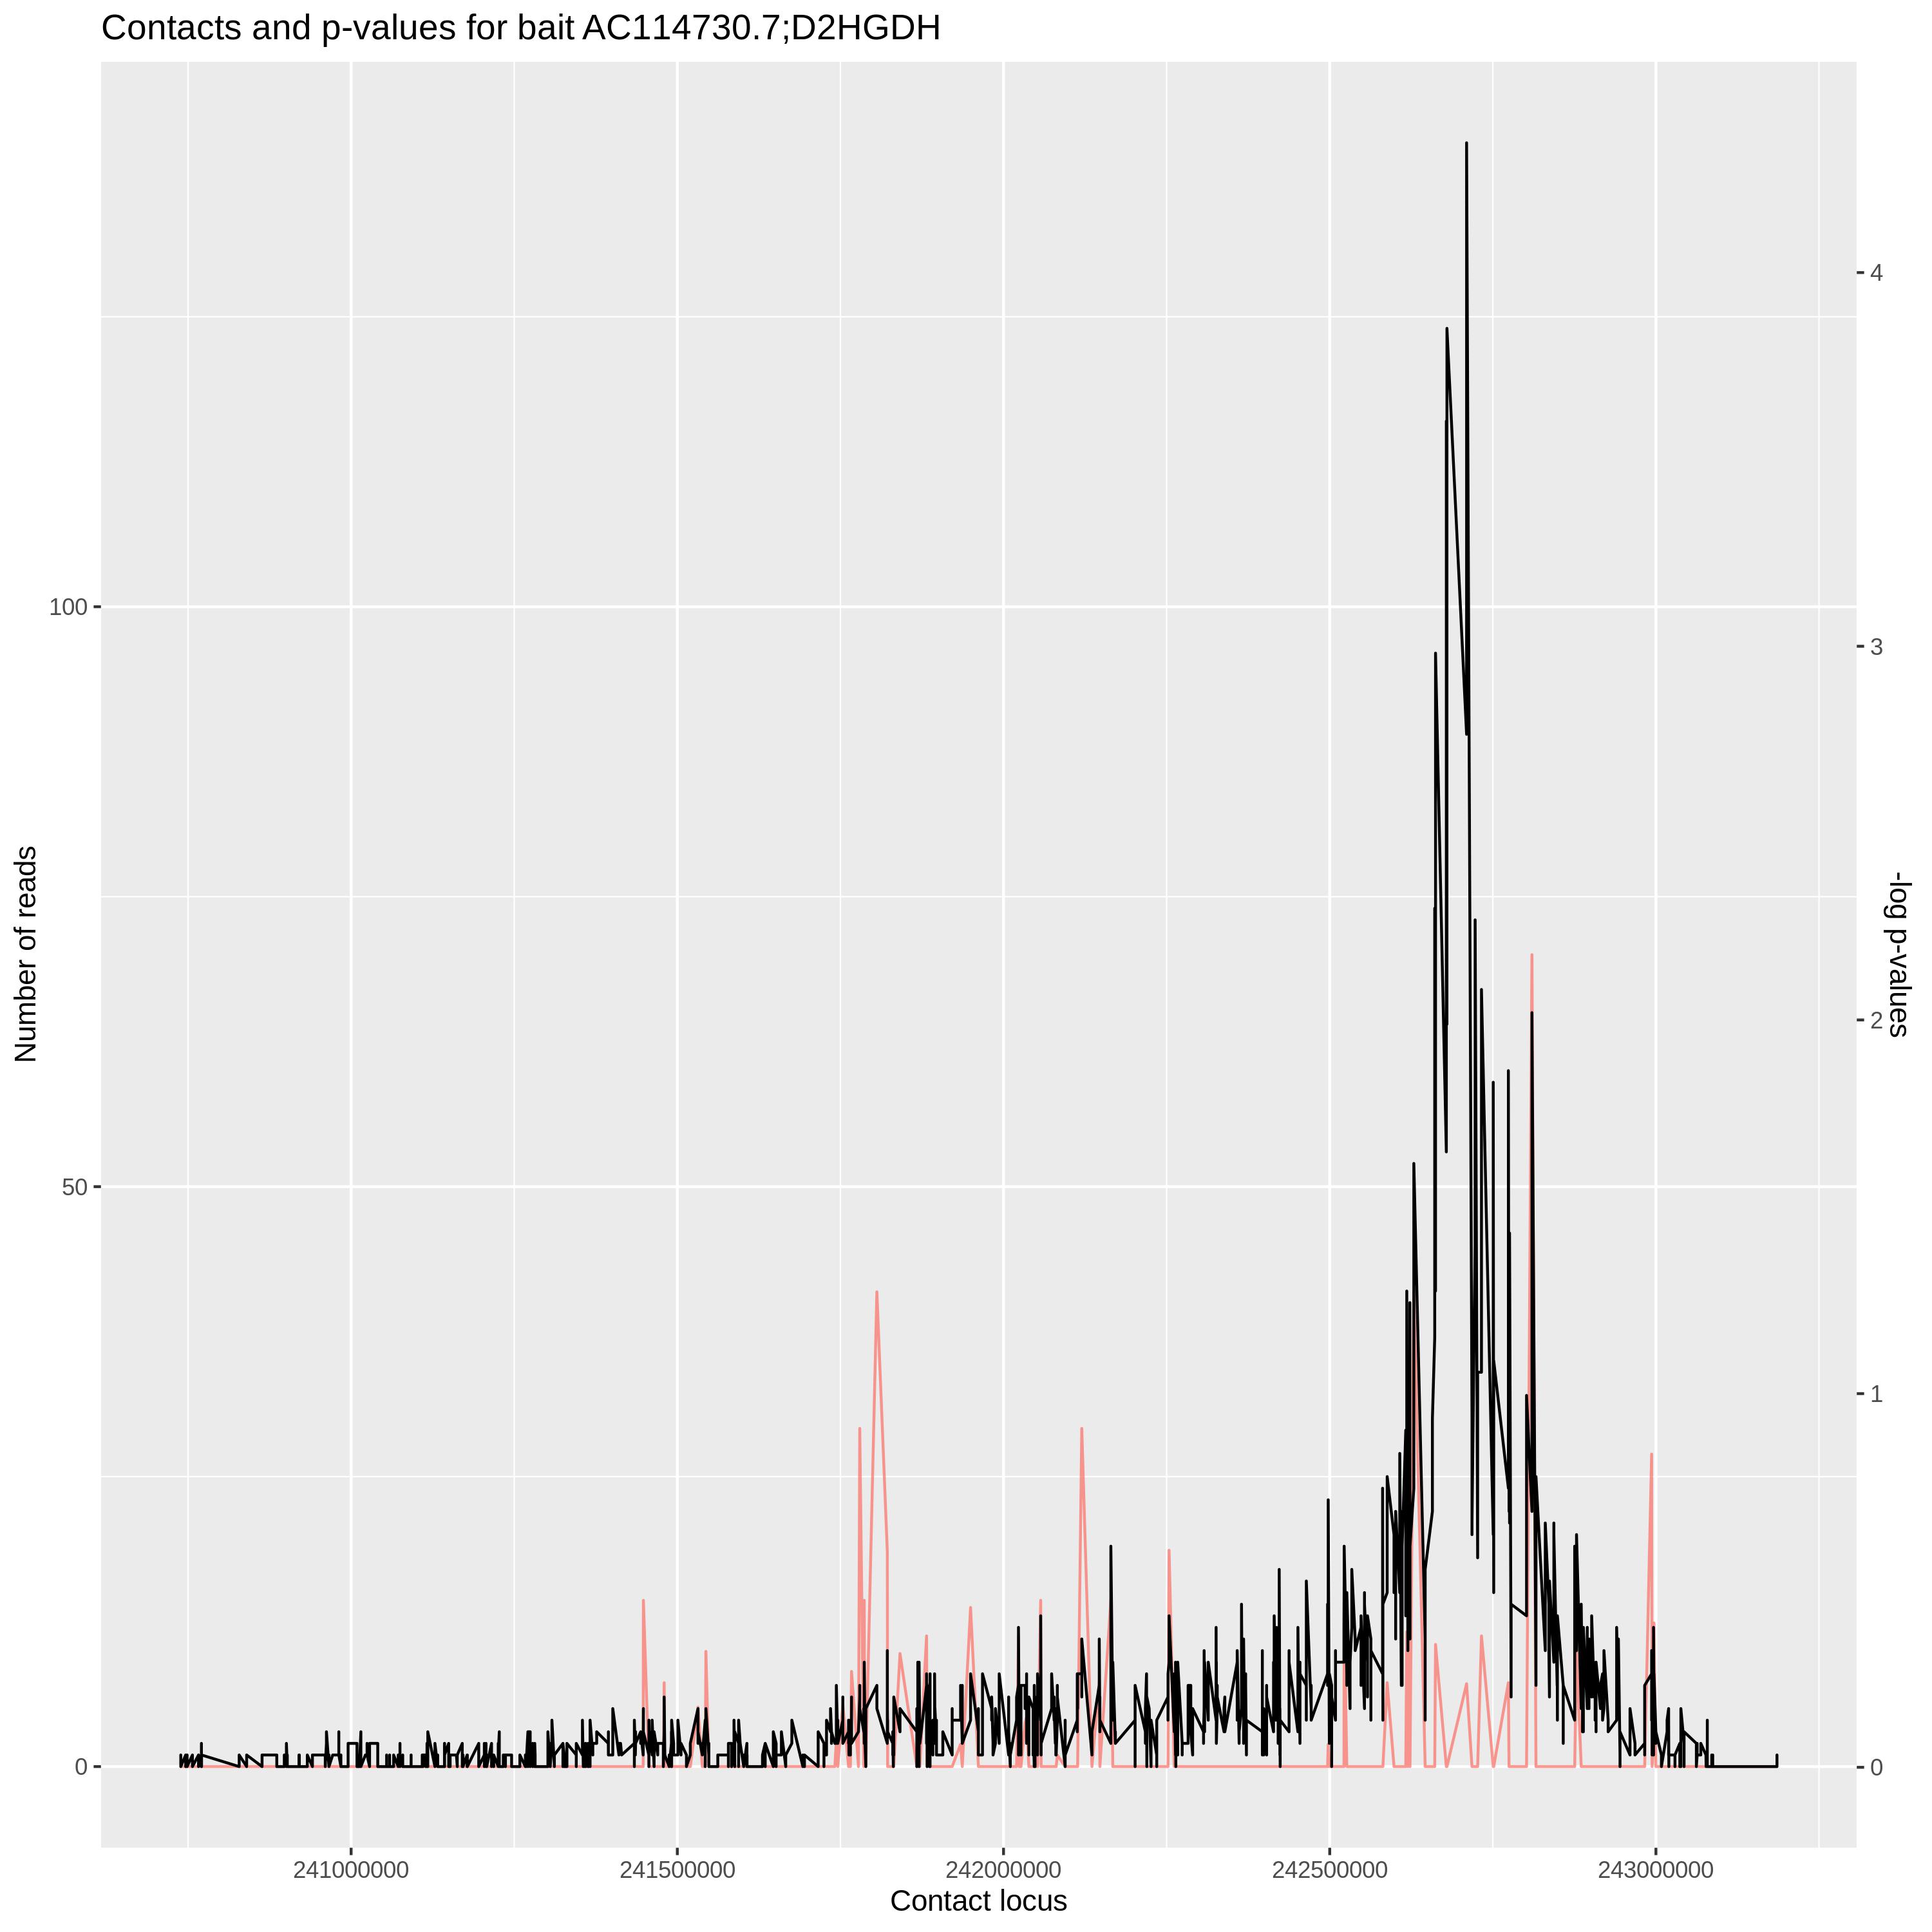 Contacts and p-values for bait AC114730.7;D2HGDH
Number of reads
100
50
0
4
3
2
1
0
-log p-values
241000000 241500000 242000000 242500000 243000000
Contact locus